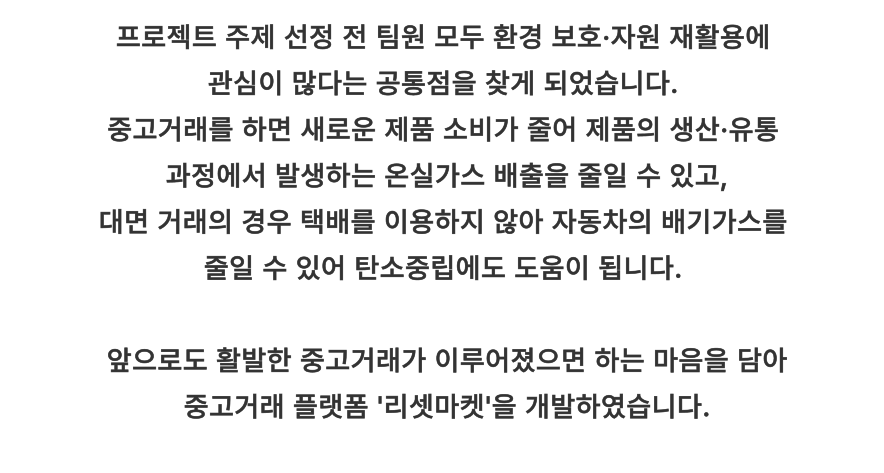 프로젝트 주제 선정 전 팀원 모두 환경 보호·자원 재활용에
관심이 많다는 공통점을 찾게 되었습니다.
중고거래를 하면 새로운 제품 소비가 줄어 제품의 생산·유통
과정에서 발생하는 온실가스 배출을 줄일 수 있고,
대면 거래의 경우 택배를 이용하지 않아 자동차의 배기가스를
줄일 수 있어 탄소중립에도 도움이 됩니다.
앞으로도 활발한 중고거래가 이루어졌으면 하는 마음을 담아
중고거래 플랫폼 '리셋마켓'을 개발하였습니다.